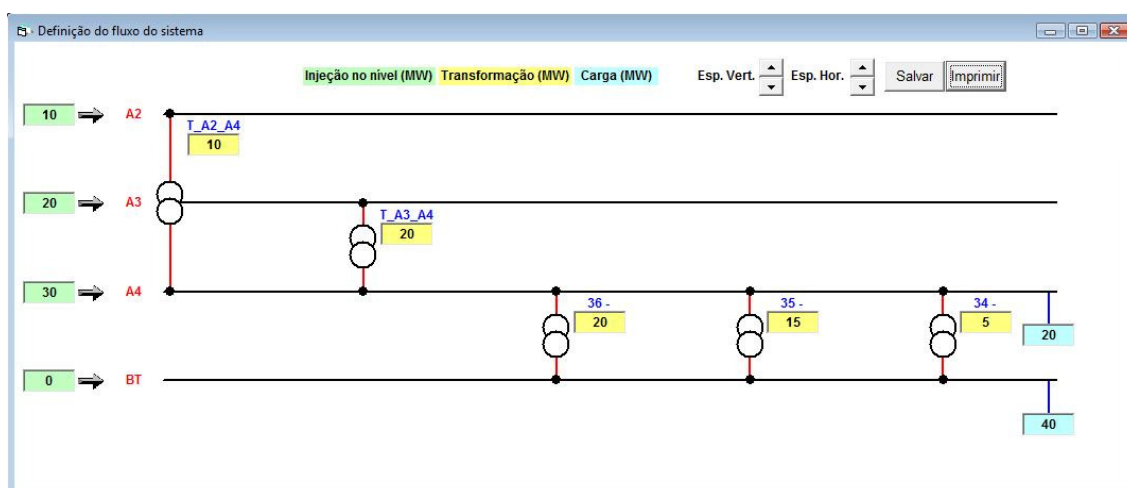 Definição do fluxo do sistema
Injeção no nivel (MW) Transformação (MW) Carga (MW) Esp. Vert. Esp. Hor. Salvar Imprimir
10 A2
T_A2_A4
10
20 A3
T_A3_A4
20
30 A4
36 - 35 - 34 -
20 15 5
20
0 BT
40